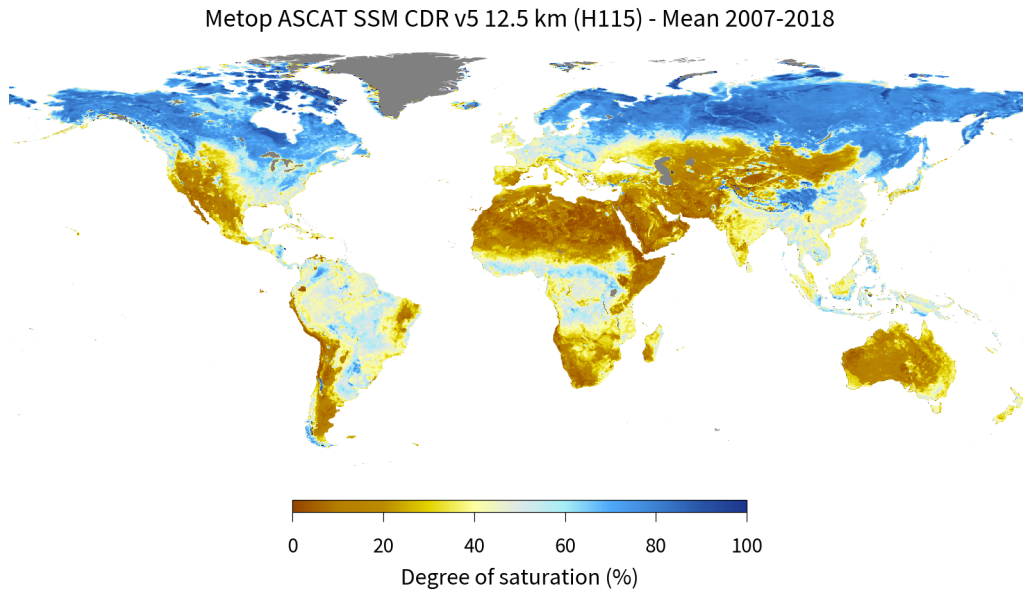 Metop ASCAT SSM CDR v5 12.5 km (H115) - Mean 2007-2018
0 20 40 60 80 100
Degree of saturation (%)